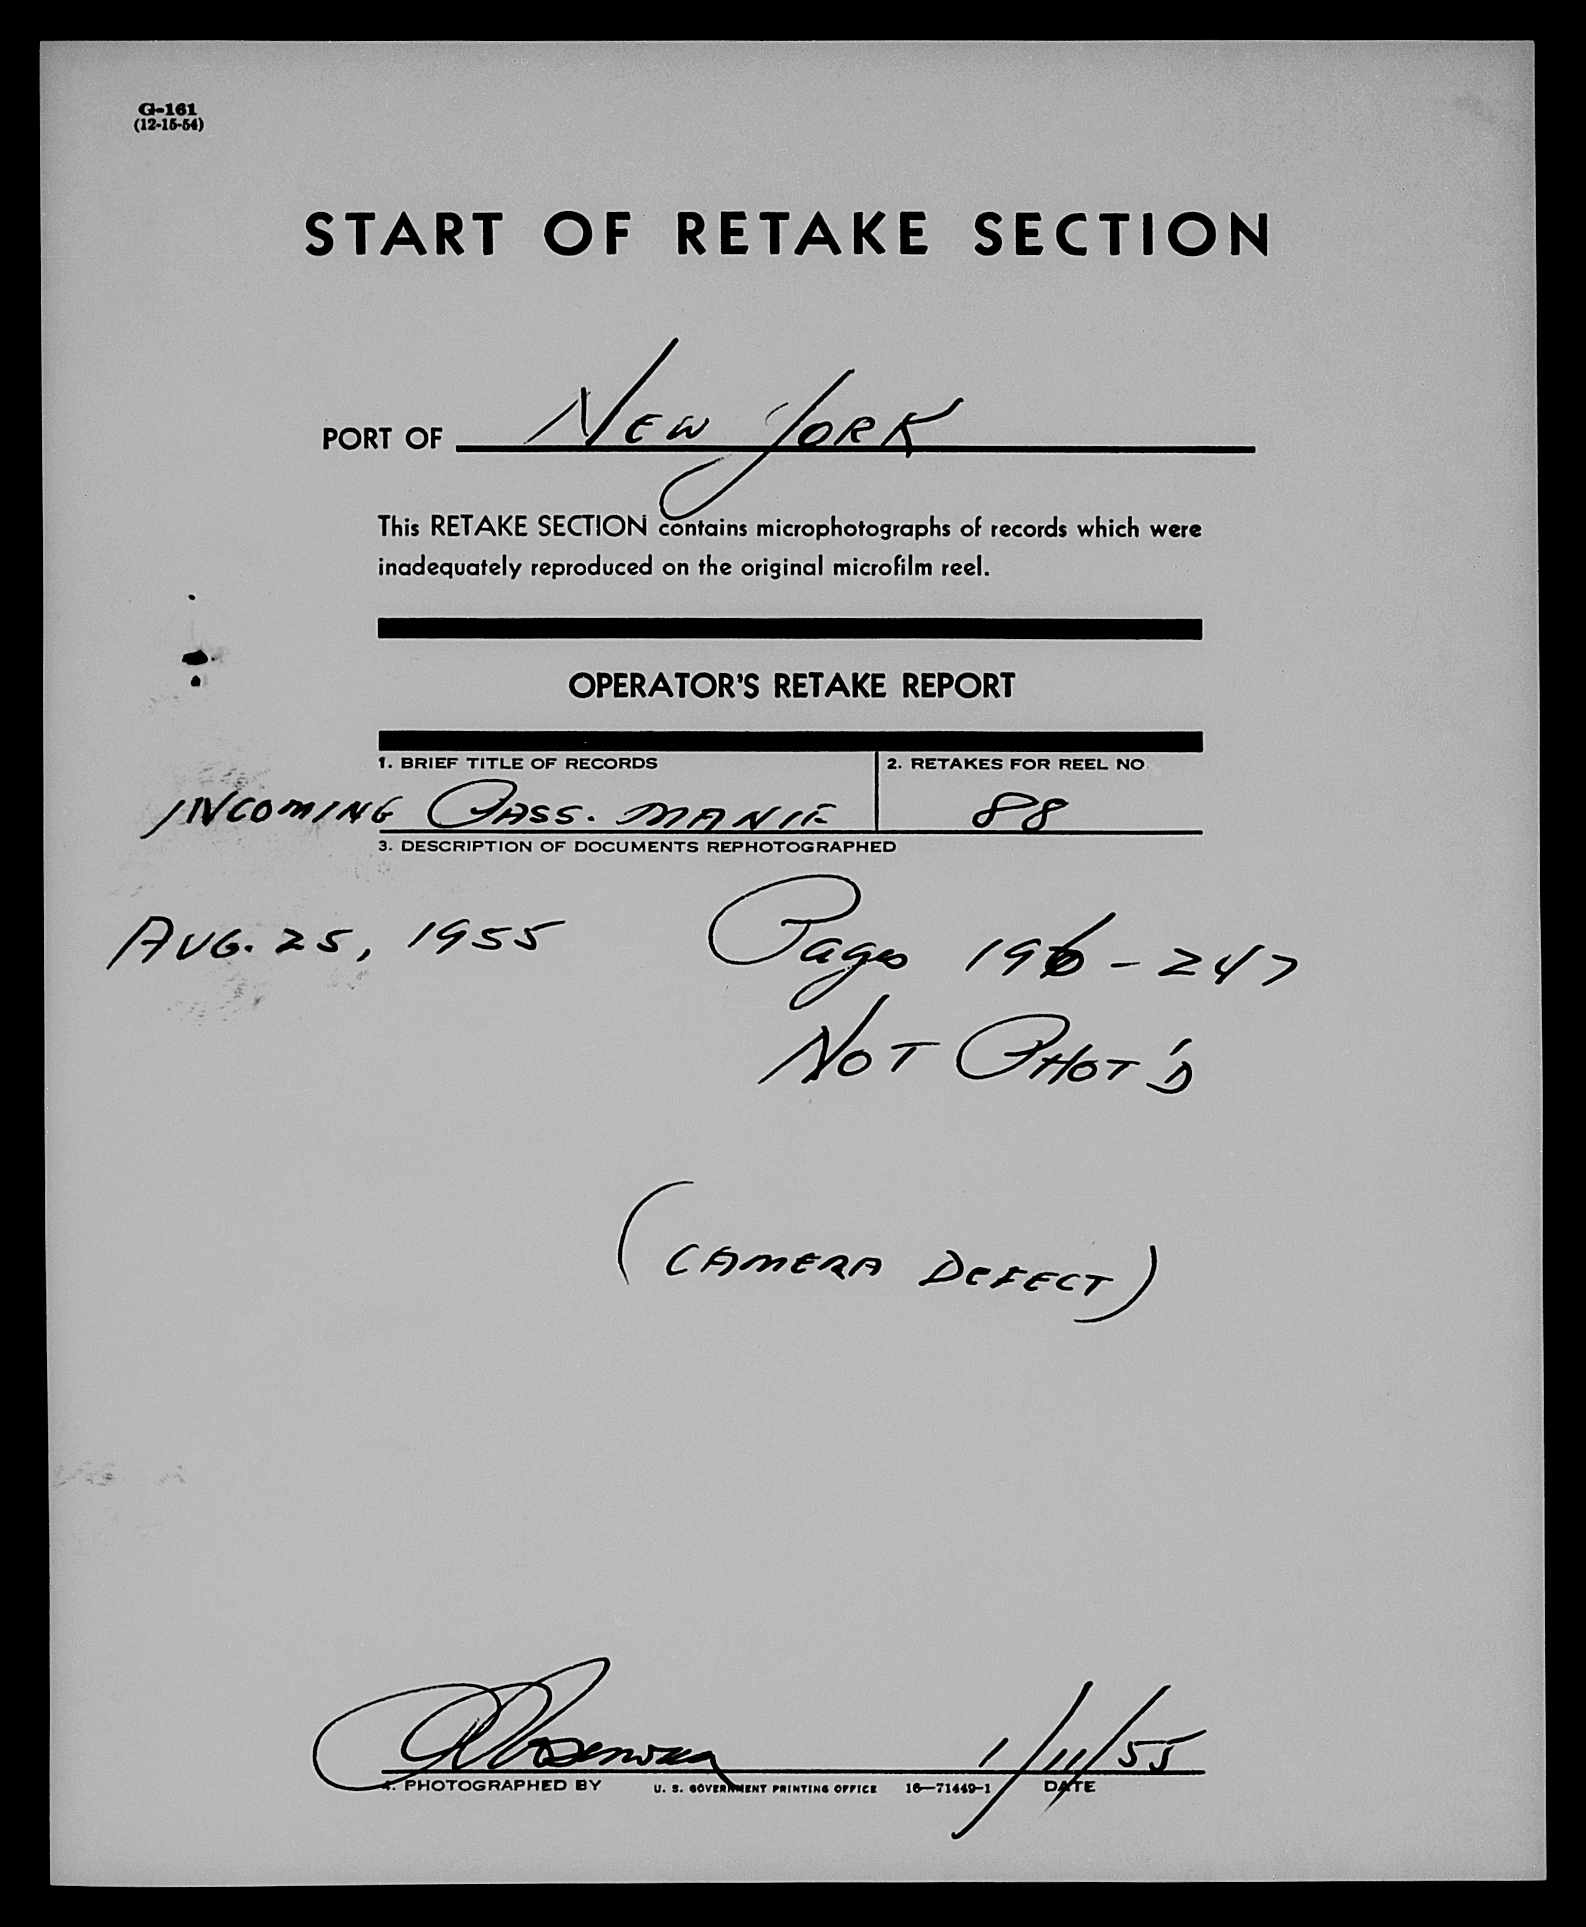 G-161
(12-15-54)
START OF RETAKE SECTION
PORT OF NEW YORK
This RETAKE SECTION contains microphotographs of records which were
inadequately reproduced on the original microfilm reel.
OPERATOR'S RETAKE REPORT
1. BRIEF TITLE OF RECORDS 2. RETAKES FOR REEL NO
INCOMING PASS. MANIF 88
3. DESCRIPTION OF DOCUMENTS REPHOTOGRAPHED
AUG. 25, 1955 Pages 196 - 247
NOT PHOT'D
(CAMERA DEFECT)
1/11/55
4. PHOTOGRAPHED BY U. S. GOVERNMENT PRINTING OFFICE 16—71449-1 DATE